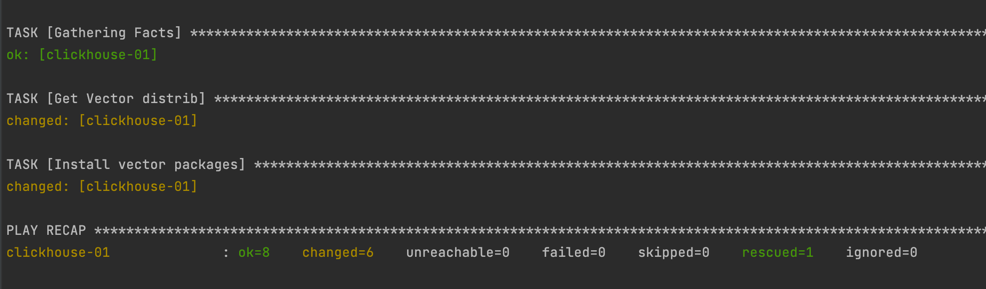 TASK [Gathering Facts] ****************************************************************************************************
ok: [clickhouse-01]
TASK [Get Vector distrib] *************************************************************************************************
changed: [clickhouse-01]
TASK [Install vector packages] ********************************************************************************************
changed: [clickhouse-01]
PLAY RECAP ****************************************************************************************************************
clickhouse-01 : ok=8 changed=6 unreachable=0 failed=0 skipped=0 rescued=1 ignored=0